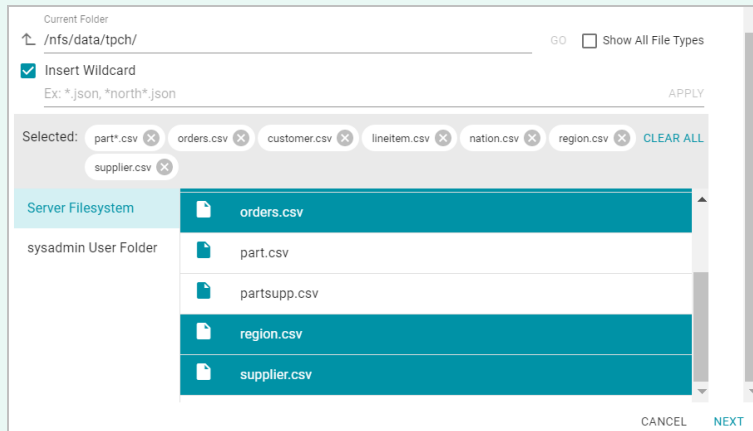 Current Folder
/nfs/data/tpch/
GO
Show All File Types
Insert Wildcard
Ex: *.json, *north*.json
APPLY
Selected: part*.csv orders.csv customer.csv lineitem.csv nation.csv region.csv CLEAR ALL
supplier.csv
Server Filesystem
sysadmin User Folder
orders.csv
part.csv
partsupp.csv
region.csv
supplier.csv
CANCEL NEXT